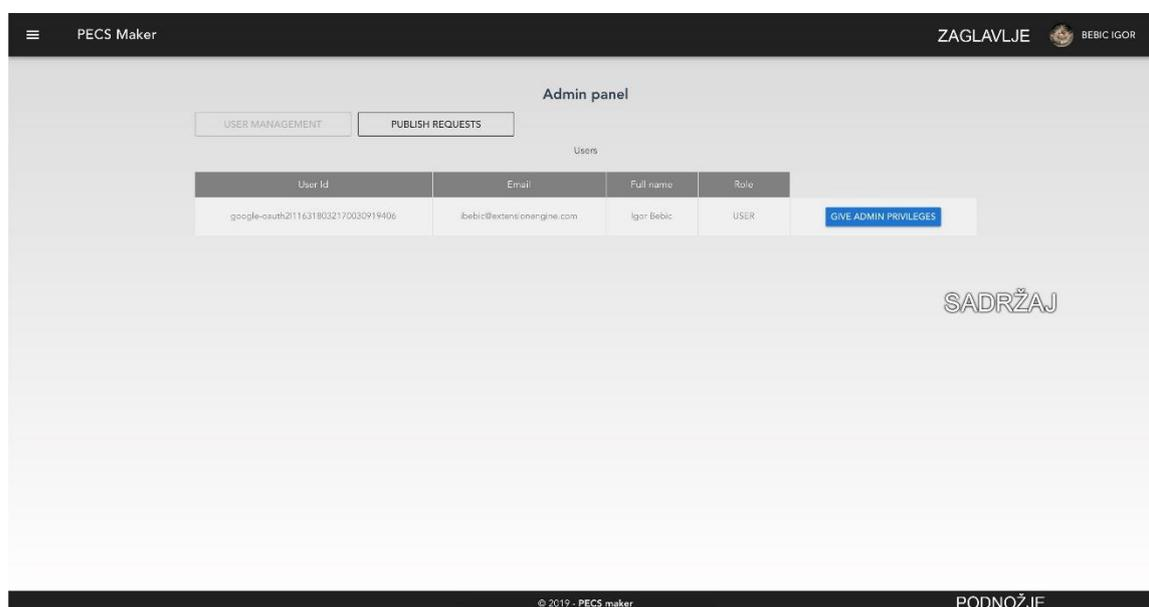 PECS Maker ZAGLAVLJE BEBIC IGOR
Admin panel
USER MANAGEMENT PUBLISH REQUESTS
Users
User Id Email Full name Role
google-oauth2|116318032170030919406 ibebic@extensionengine.com Igor Bebic USER GIVE ADMIN PRIVILEGES
SADRŽAJ
© 2019 - PECS maker PODNOŽJE